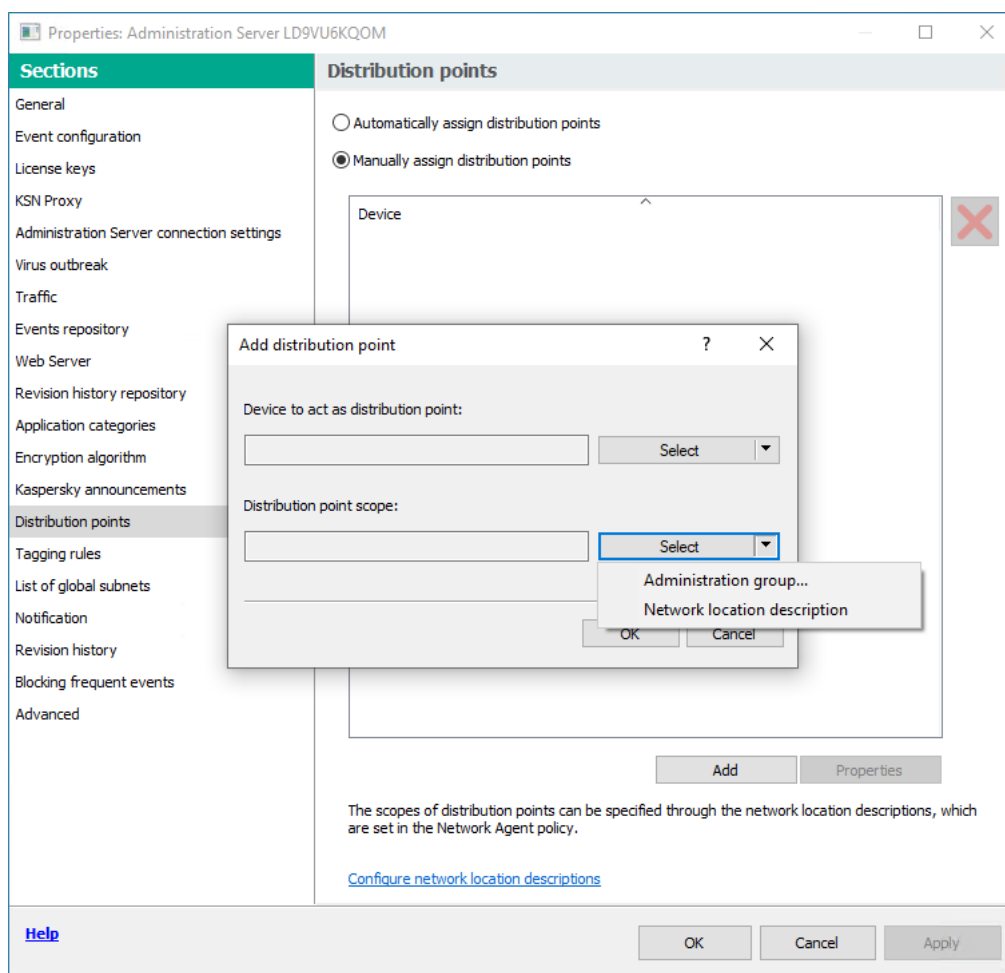 Properties: Administration Server LD9VU6KQOM
Sections
General
Event configuration
License keys
KSN Proxy
Administration Server connection settings
Virus outbreak
Traffic
Events repository
Web Server
Revision history repository
Application categories
Encryption algorithm
Kaspersky announcements
Distribution points
Tagging rules
List of global subnets
Notification
Revision history
Blocking frequent events
Advanced
Distribution points
Automatically assign distribution points
Manually assign distribution points
Device
Add distribution point
?
Device to act as distribution point:
Select
Distribution point scope:
Select
Administration group...
Network location description
OK
Cancel
Add
Properties
The scopes of distribution points can be specified through the network location descriptions, which
are set in the Network Agent policy.
Configure network location descriptions
Help
OK
Cancel
Apply